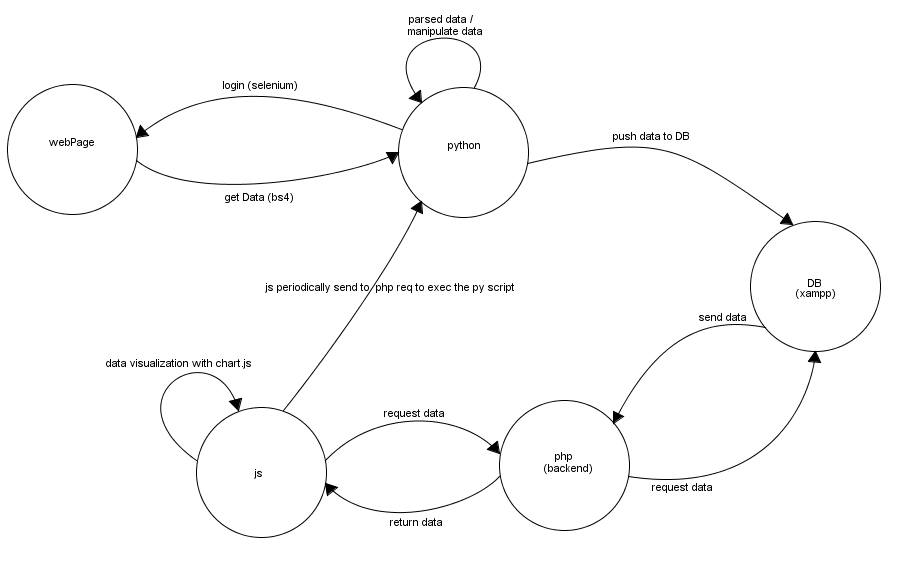 parsed data /
manipulate data
login (selenium)
webPage
python
push data to DB
get Data (bs4)
js periodically send to php req to exec the py script
DB
(xampp)
send data
data visualization with chart.js
request data
php
(backend)
js
request data
return data